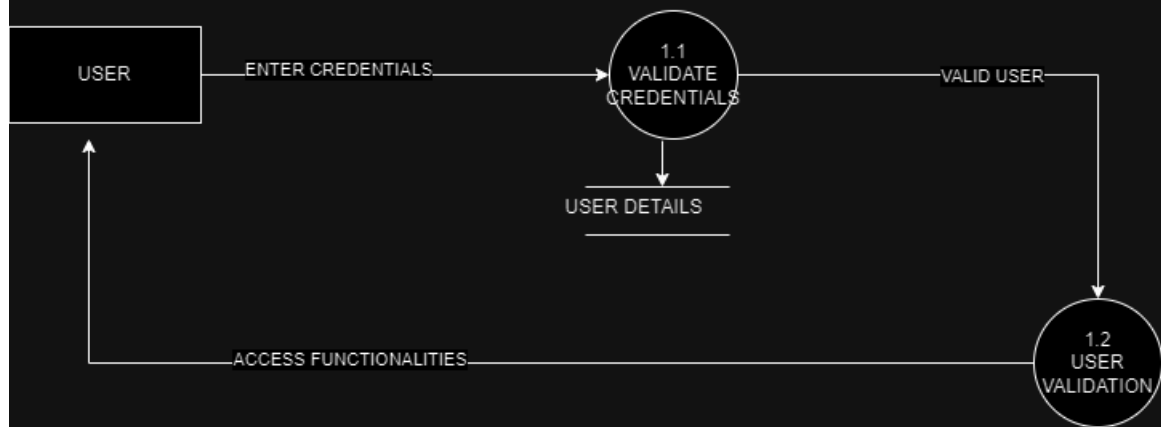 USER
ENTER CREDENTIALS
1.1
VALIDATE
CREDENTIALS
VALID USER
USER DETAILS
ACCESS FUNCTIONALITIES
1.2
USER
VALIDATION